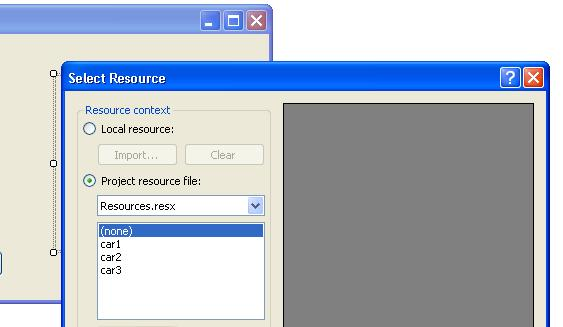 Select Resource
Resource context
Local resource:
Import... Clear
Project resource file:
Resources.resx
(none)
car1
car2
car3